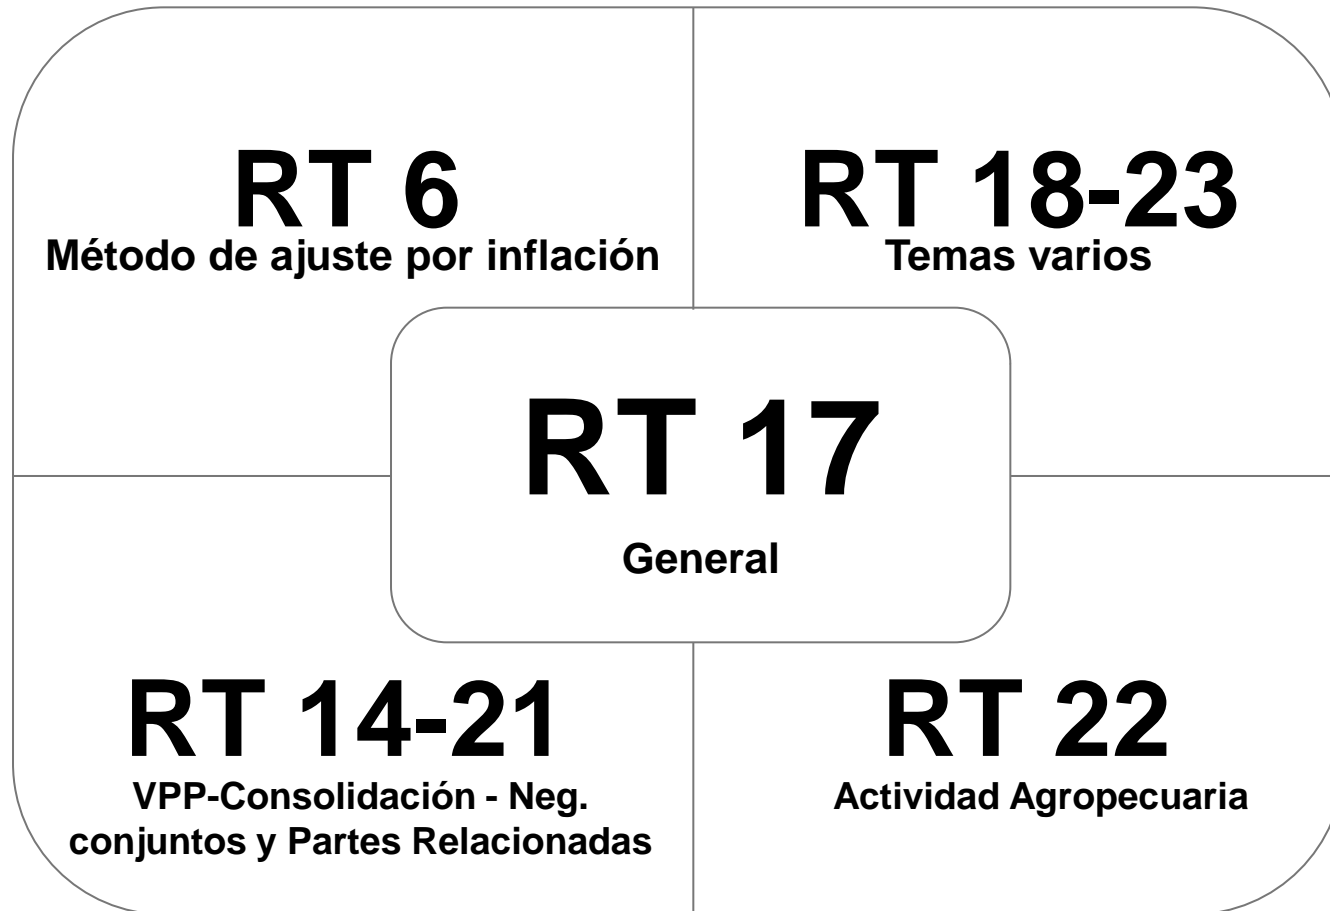 RT 6
Método de ajuste por inflación
RT 18-23
Temas varios
RT 17
General
RT 14-21
VPP-Consolidación - Neg.
conjuntos y Partes Relacionadas
RT 22
Actividad Agropecuaria